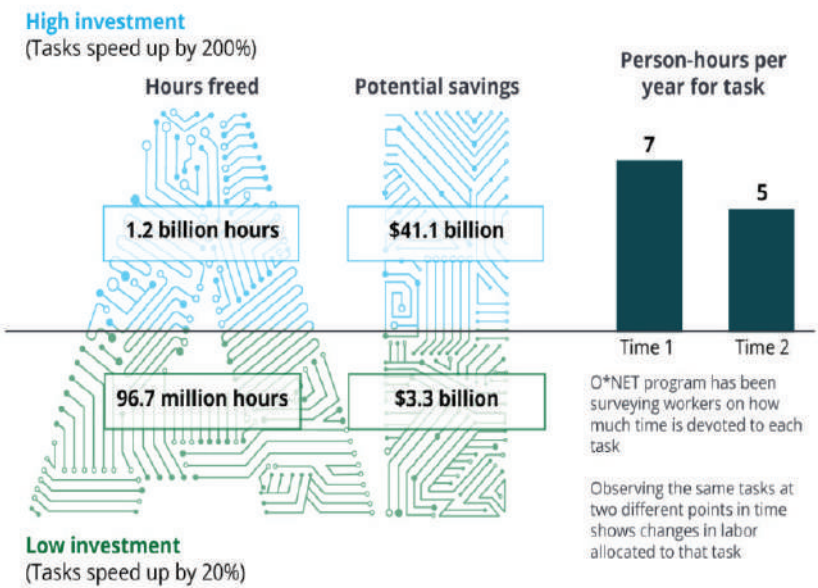 High investment
(Tasks speed up by 200%)
Hours freed
Potential savings
1.2 billion hours
$41.1 billion
96.7 million hours
$3.3 billion
Low investment
(Tasks speed up by 20%)
Person-hours per
year for task
7
5
Time 1
Time 2
O*NET program has been
surveying workers on how
much time is devoted to each
task
Observing the same tasks at
two different points in time
shows changes in labor
allocated to that task